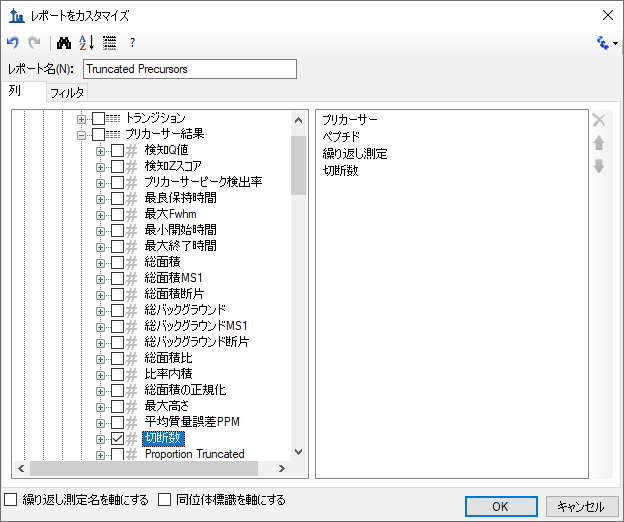 レポートをカスタマイズ
?
レポート名(N): Truncated Precursors
列 フィルタ
トランジション
プリカーサー結果
検知Q値
検知Zスコア
プリカーサーピーク検出率
最良保持時間
最大Fwhm
最小開始時間
最大終了時間
総面積
総面積MS1
総面積断片
総バックグラウンド
総バックグラウンドMS1
総バックグラウンド断片
総面積比
比率内積
総面積の正規化
最大高さ
平均質量誤差PPM
切断数
Proportion Truncated
プリカーサー
ペプチド
繰り返し測定
切断数
繰り返し測定名を軸にする 同位体標識を軸にする
OK キャンセル